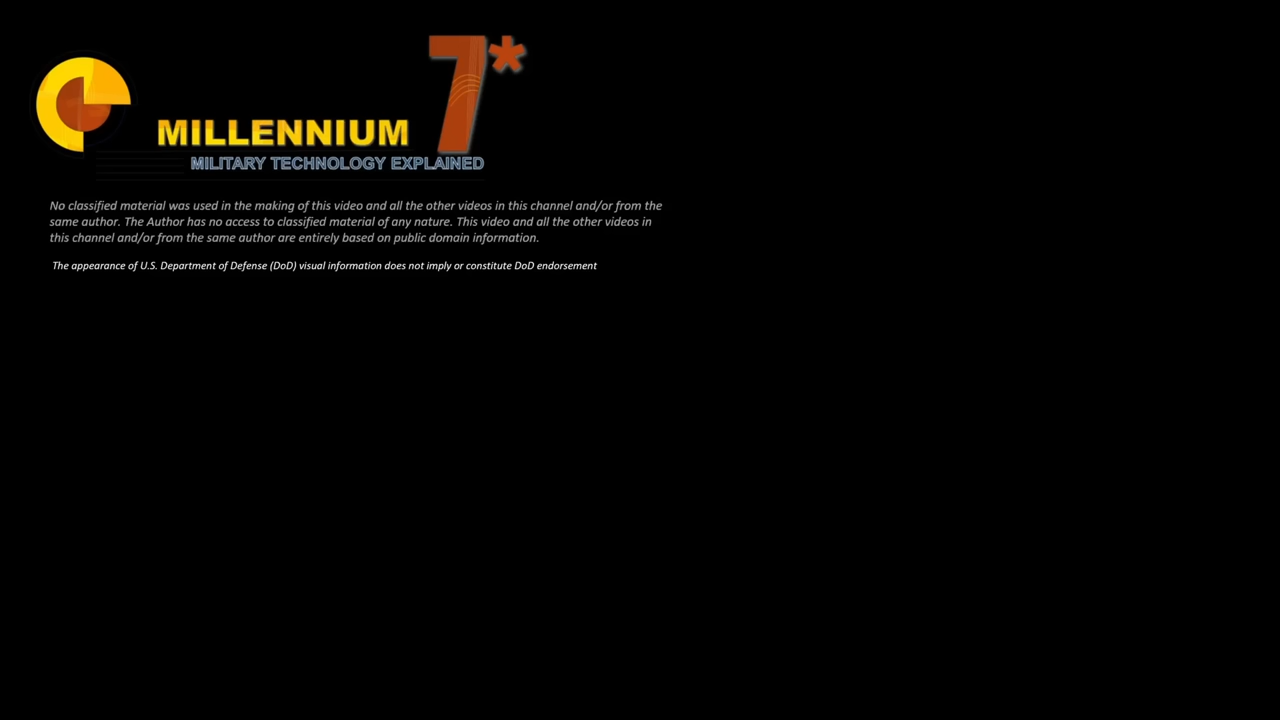 7*
MILLENNIUM
MILITARY TECHNOLOGY EXPLAINED
No classified material was used in the making of this video and all the other videos in this channel and/or from the
same author. The Author has no access to classified material of any nature. This video and all the other videos in
this channel and/or from the same author are entirely based on public domain information.
The appearance of U.S. Department of Defense (DoD) visual information does not imply or constitute DoD endorsement